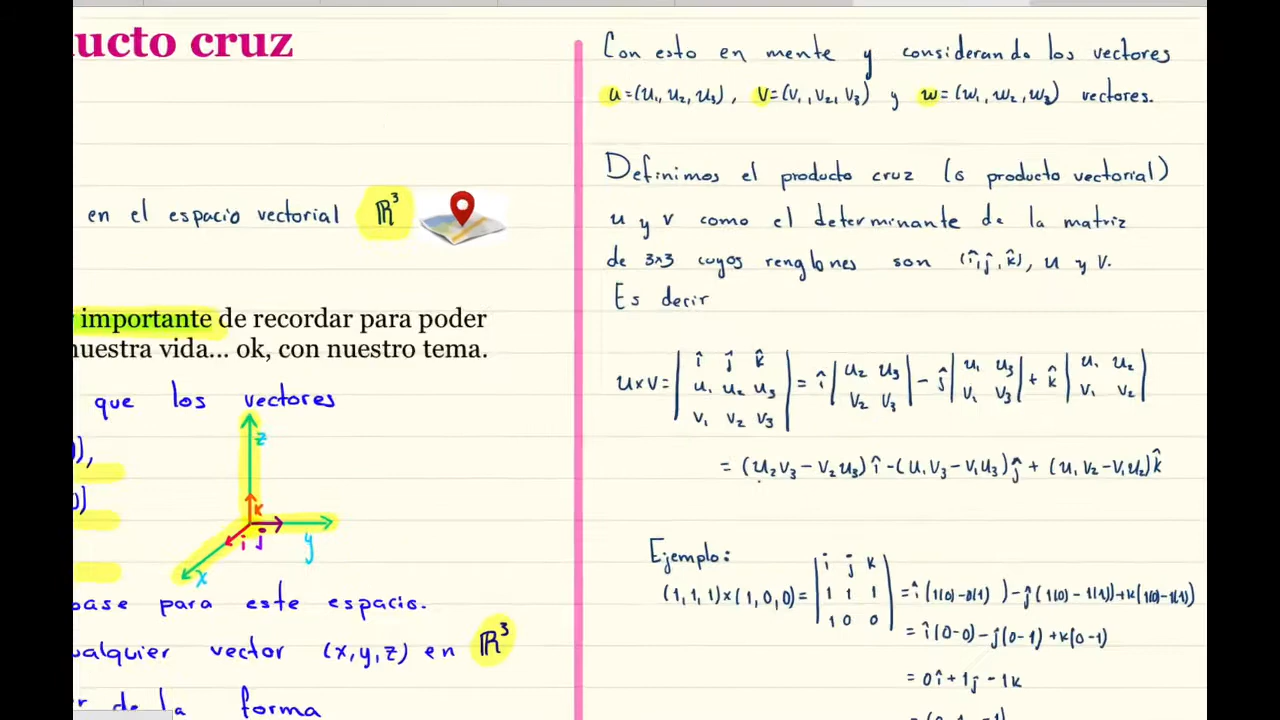 ucto cruz
en el espacio vectorial ℝ³
importante de recordar para poder
nuestra vida... ok, con nuestro tema.
que los vectores
),
0)
z
k
i j
y
x
base para este espacio.
ualquier vector (x,y,z) en ℝ³
r de la forma
Con esto en mente y considerando los vectores
u=(u₁,u₂,u₃), v=(v₁,v₂,v₃) y w=(w₁,w₂,w₃) vectores.
Definimos el producto cruz (o producto vectorial)
u y v como el determinante de la matriz
de 3×3 cuyos renglones son (î,ĵ,k̂), u y v.
Es decir
u×v = | î ĵ k̂ ; u₁ u₂ u₃ ; v₁ v₂ v₃ | = î | u₂ u₃ ; v₂ v₃ | - ĵ | u₁ u₃ ; v₁ v₃ | + k̂ | u₁ u₂ ; v₁ v₂ |
= (u₂v₃ - v₂u₃) î - (u₁v₃ - v₁u₃) ĵ + (u₁v₂ - v₁u₂) k̂
Ejemplo:
(1,1,1)×(1,0,0) = | i j k ; 1 1 1 ; 1 0 0 | = î(1(0)-0(1)) - ĵ(1(0)-1(1)) + k(1(0)-1(1))
= î(0-0) - j(0-1) + k(0-1)
= 0î + 1j - 1k